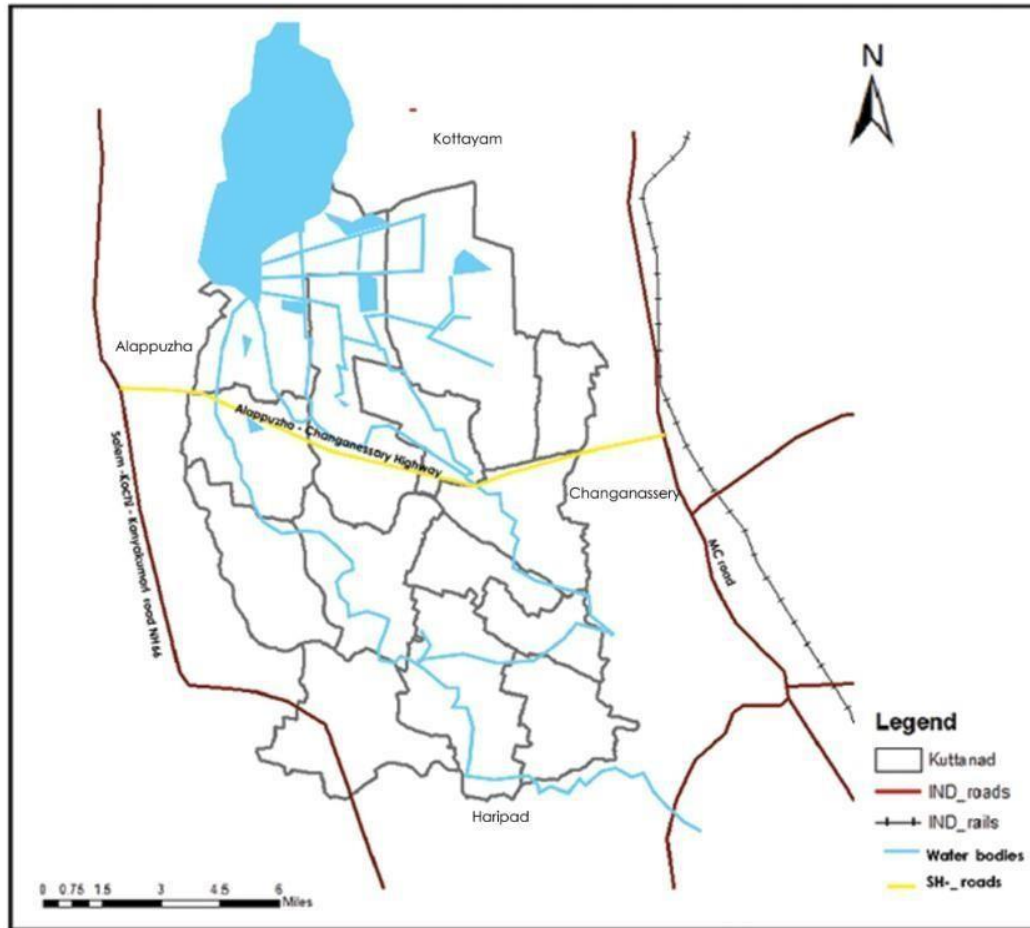 N
Kottayam
Alappuzha
Alappuzha - Changanessary Highway
Changanassery
Salem -Kochi - Kanyakumari road NH66
MC road
Haripad
Legend
Kuttanad
IND_roads
IND_rails
Water bodies
SH-_ roads
0 0.75 1.5 3 4.5 6
Miles